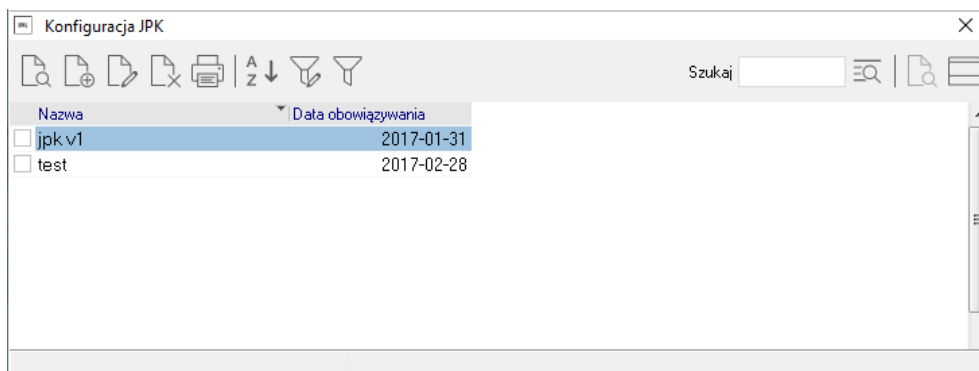 Konfiguracja JPK
Szukaj
Nazwa Data obowiązywania
jpk v1 2017-01-31
test 2017-02-28